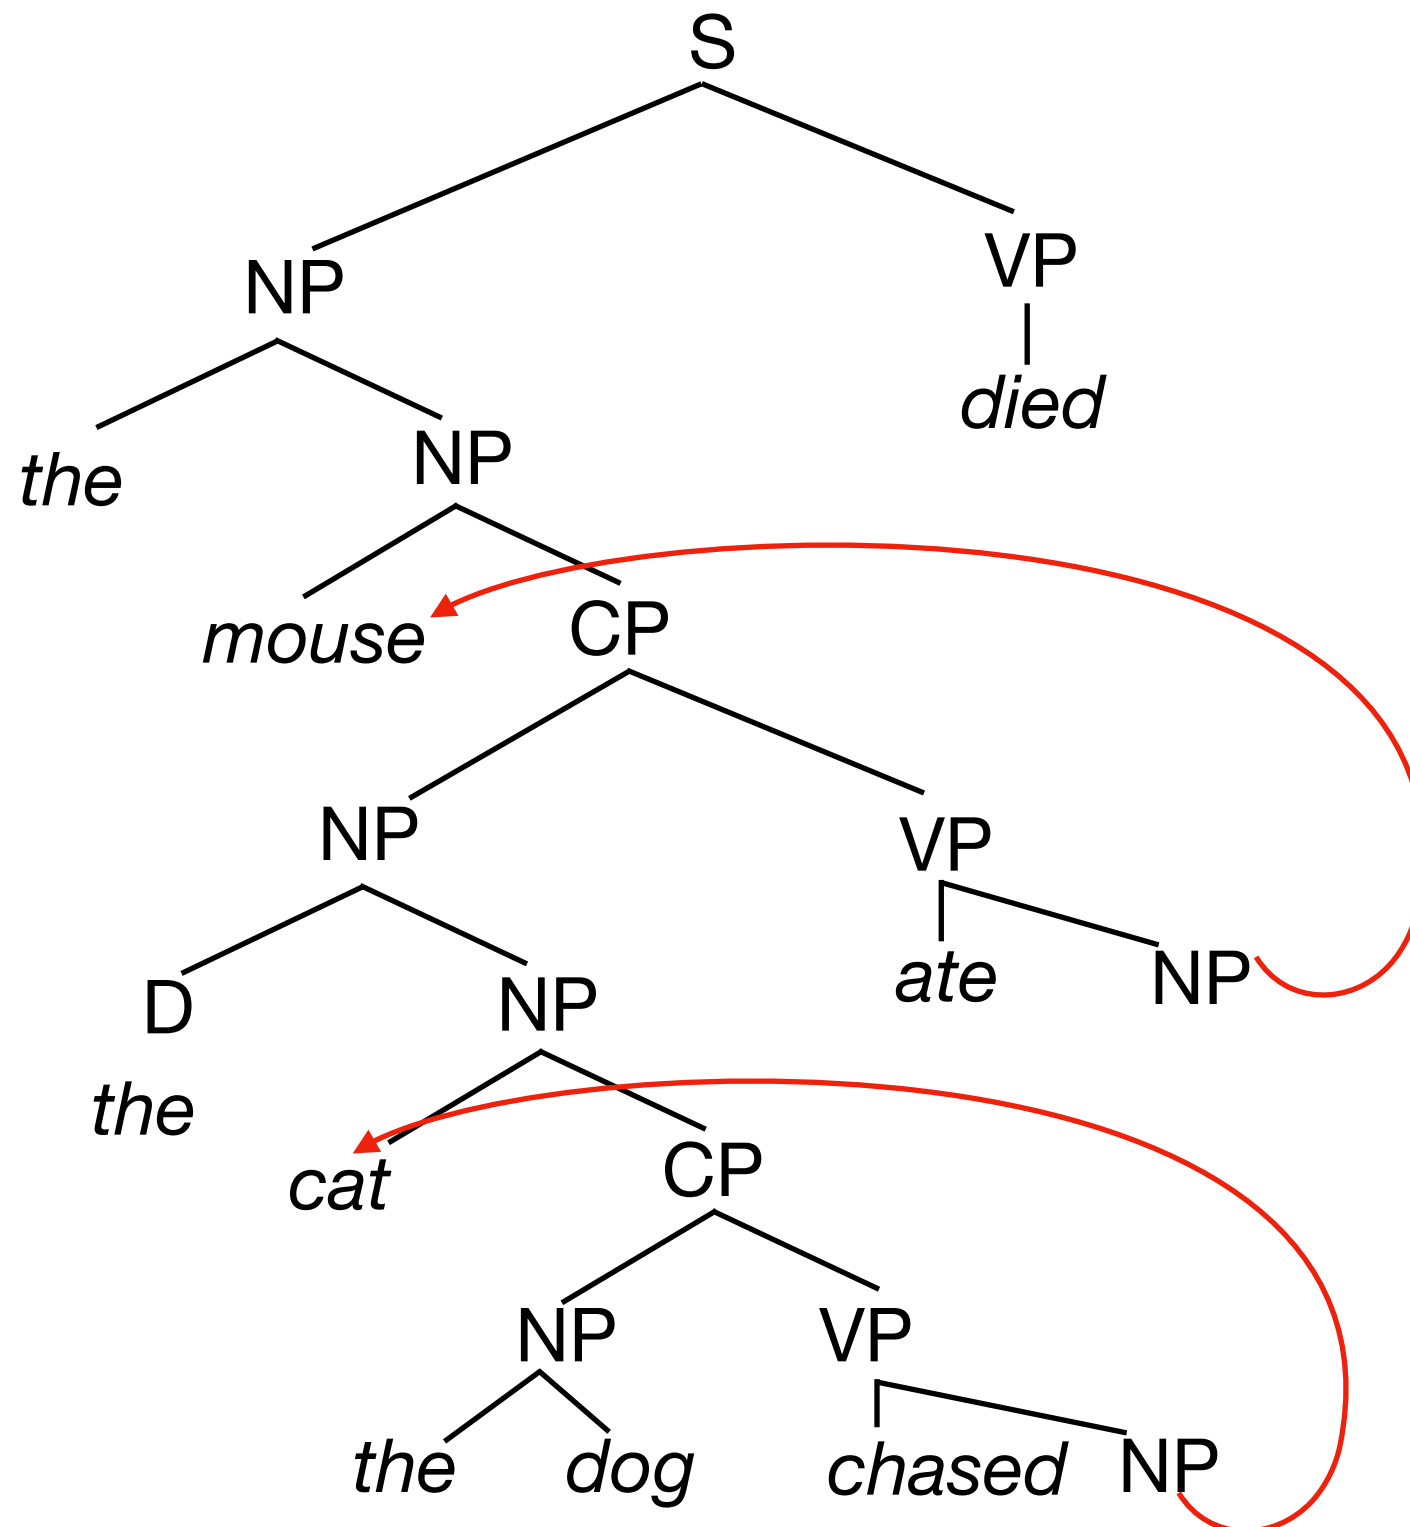 S
NP VP
the NP died
mouse CP
NP VP
D NP ate NP
the
cat CP
NP VP
the dog chased NP